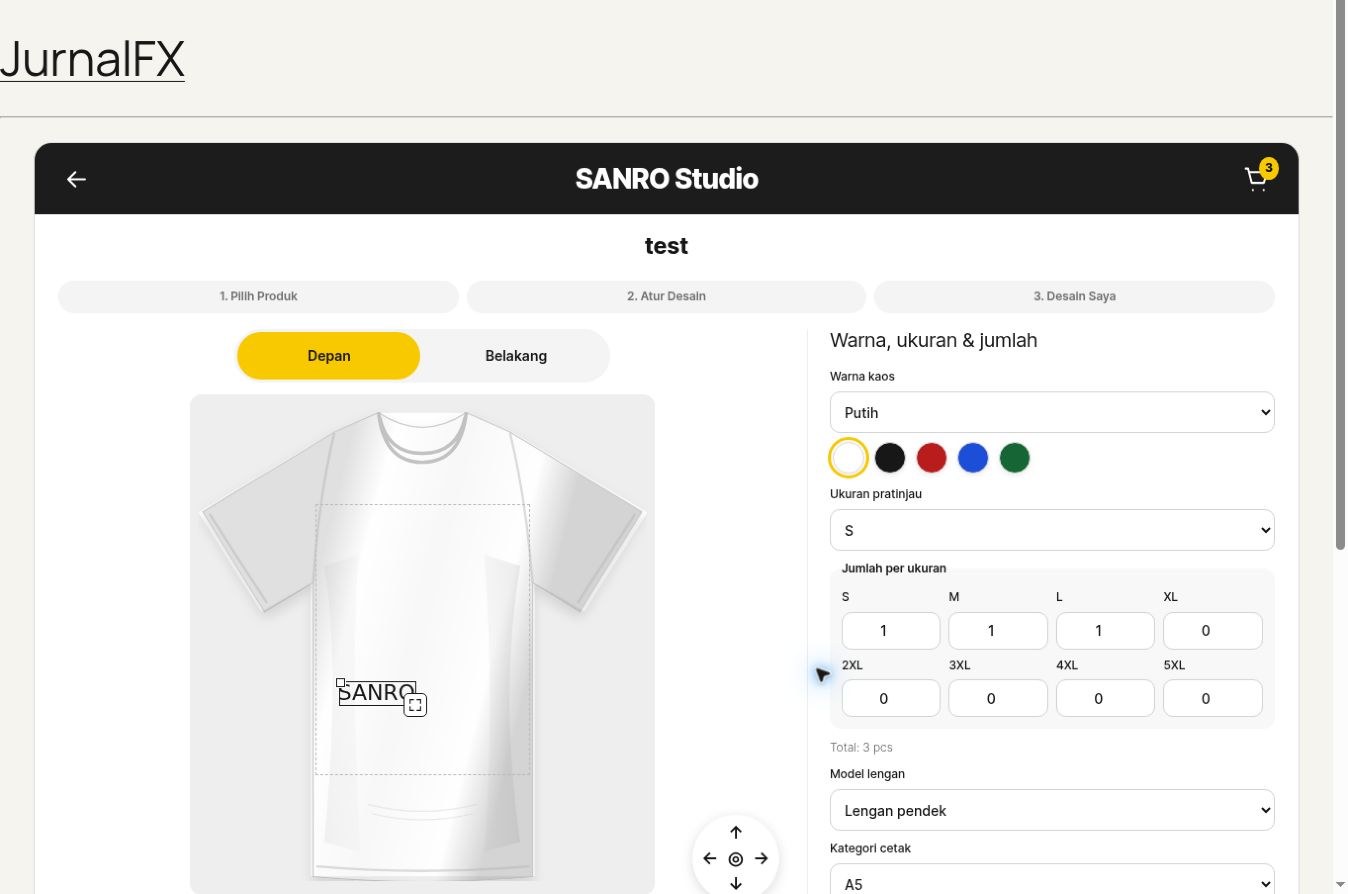 JurnalFX
SANRO Studio
3
test
1. Pilih Produk
2. Atur Desain
3. Desain Saya
Depan
Belakang
SANRO
Warna, ukuran & jumlah
Warna kaos
Putih
Ukuran pratinjau
S
Jumlah per ukuran
S M L XL
1 1 1 0
2XL 3XL 4XL 5XL
0 0 0 0
Total: 3 pcs
Model lengan
Lengan pendek
Kategori cetak
A5